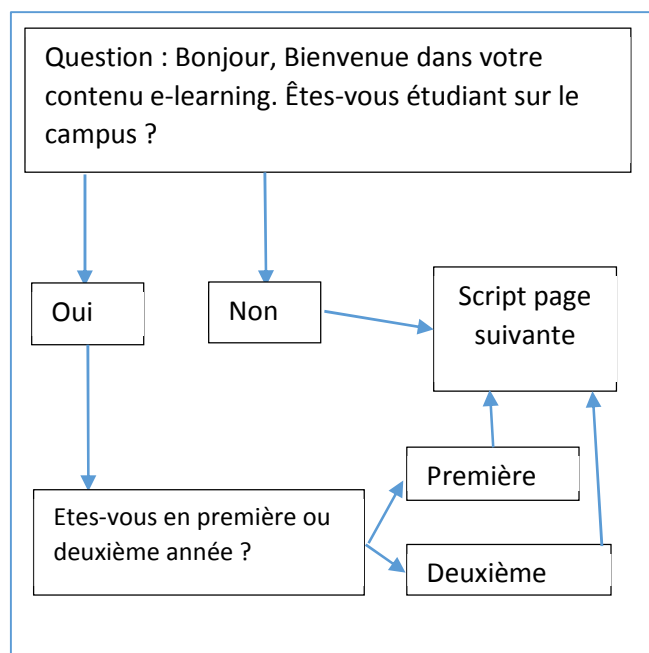 Question : Bonjour, Bienvenue dans votre
contenu e-learning. Êtes-vous étudiant sur le
campus ?
Oui
Non
Script page
suivante
Etes-vous en première ou
deuxième année ?
Première
Deuxième